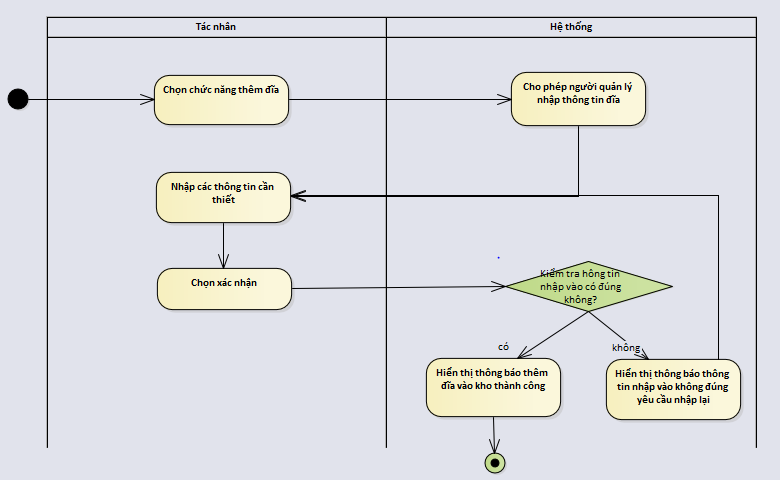 Tác nhân
Hệ thống
Chọn chức năng thêm đĩa
Cho phép người quản lý
nhập thông tin đĩa
Nhập các thông tin cần
thiết
Chọn xác nhận
Kiểm tra hông tin
nhập vào có đúng
không?
có
không
Hiển thị thông báo thêm
đĩa vào kho thành công
Hiển thị thông báo thông
tin nhập vào không đúng
yêu cầu nhập lại